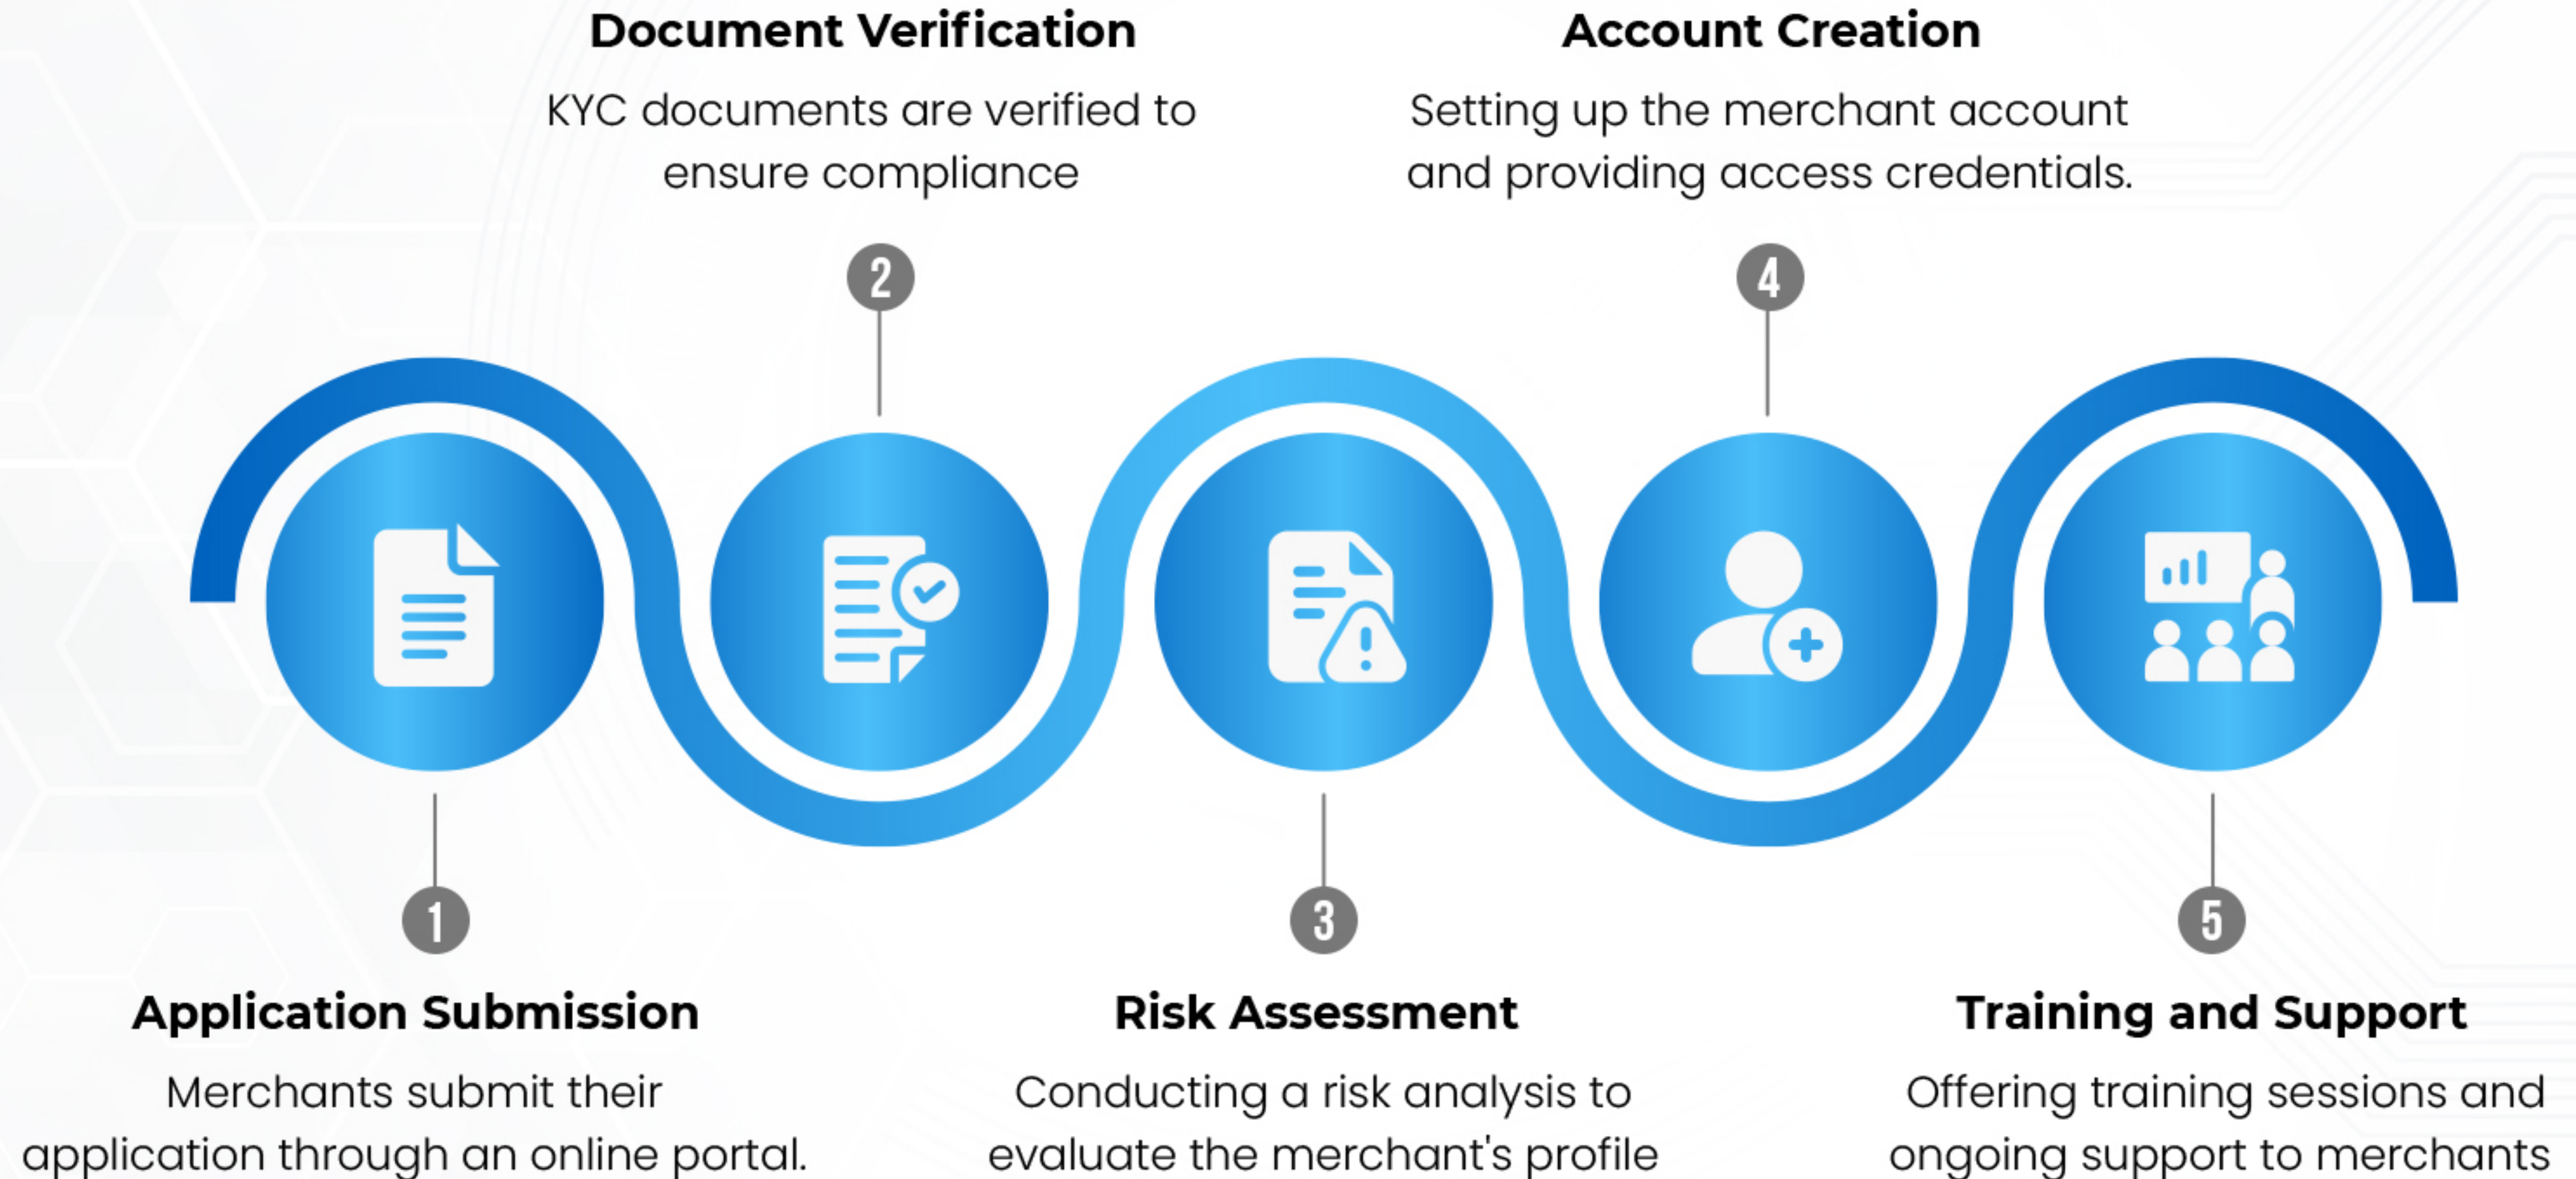 Document Verification
KYC documents are verified to
ensure compliance
Account Creation
Setting up the merchant account
and providing access credentials.
2
4
1
3
5
Application Submission
Merchants submit their
application through an online portal.
Risk Assessment
Conducting a risk analysis to
evaluate the merchant's profile
Training and Support
Offering training sessions and
ongoing support to merchants